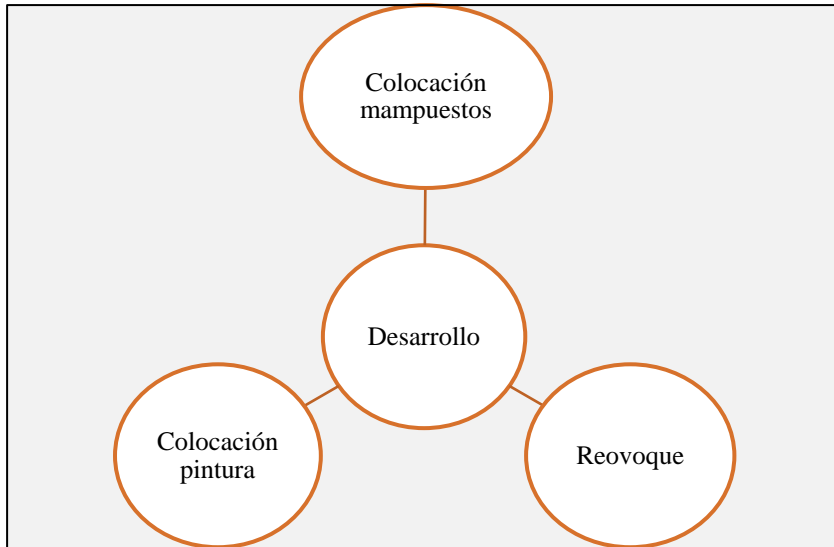 Colocación
mampuestos
Desarrollo
Colocación
pintura
Reovoque